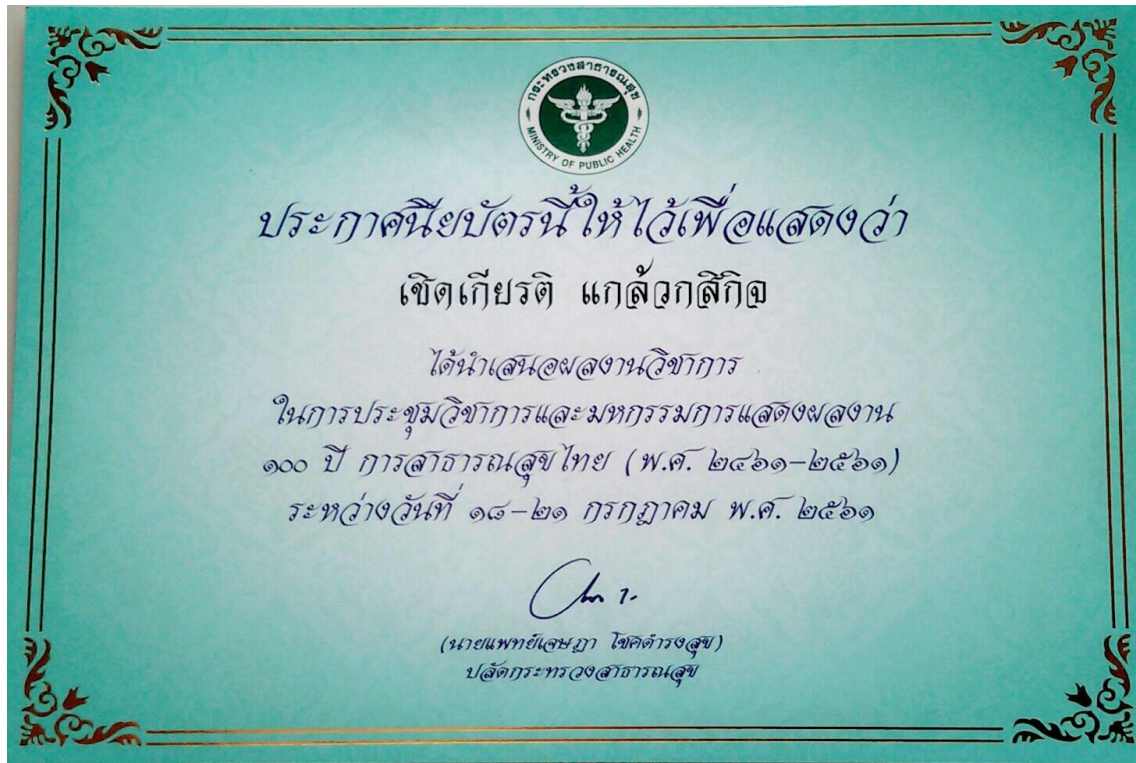 กระทรวงสาธารณสุข
MINISTRY OF PUBLIC HEALTH
ประกาศนียบัตรนี้ให้ไว้เพื่อแสดงว่า
เชิดเกียรติ แกล้วกสิกิจ
ได้นำเสนอผลงานวิชาการ
ในการประชุมวิชาการและมหกรรมการแสดงผลงาน
๑๐๐ ปี การสาธารณสุขไทย (พ.ศ. ๒๔๖๑-๒๕๖๑)
ระหว่างวันที่ ๑๘-๒๑ กรกฎาคม พ.ศ. ๒๕๖๑
(นายแพทย์เจษฎา โชคดำรงสุข)
ปลัดกระทรวงสาธารณสุข